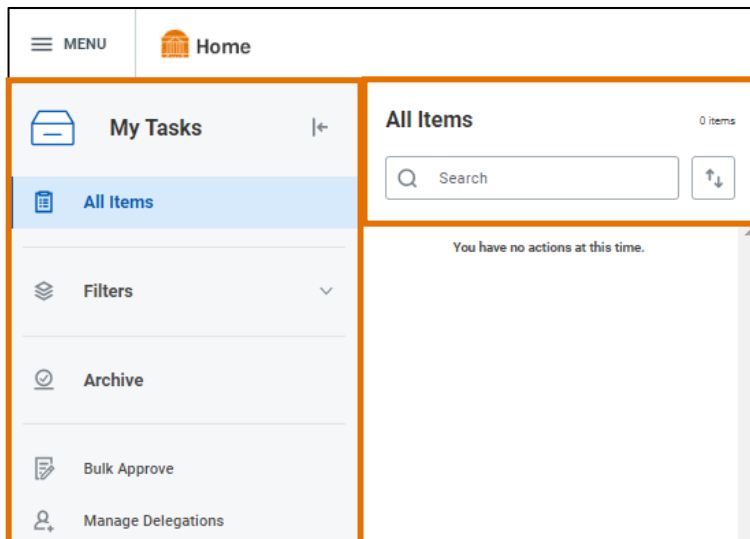 MENU
Home
My Tasks
All Items
Filters
Archive
Bulk Approve
Manage Delegations
All Items
0 items
Search
You have no actions at this time.